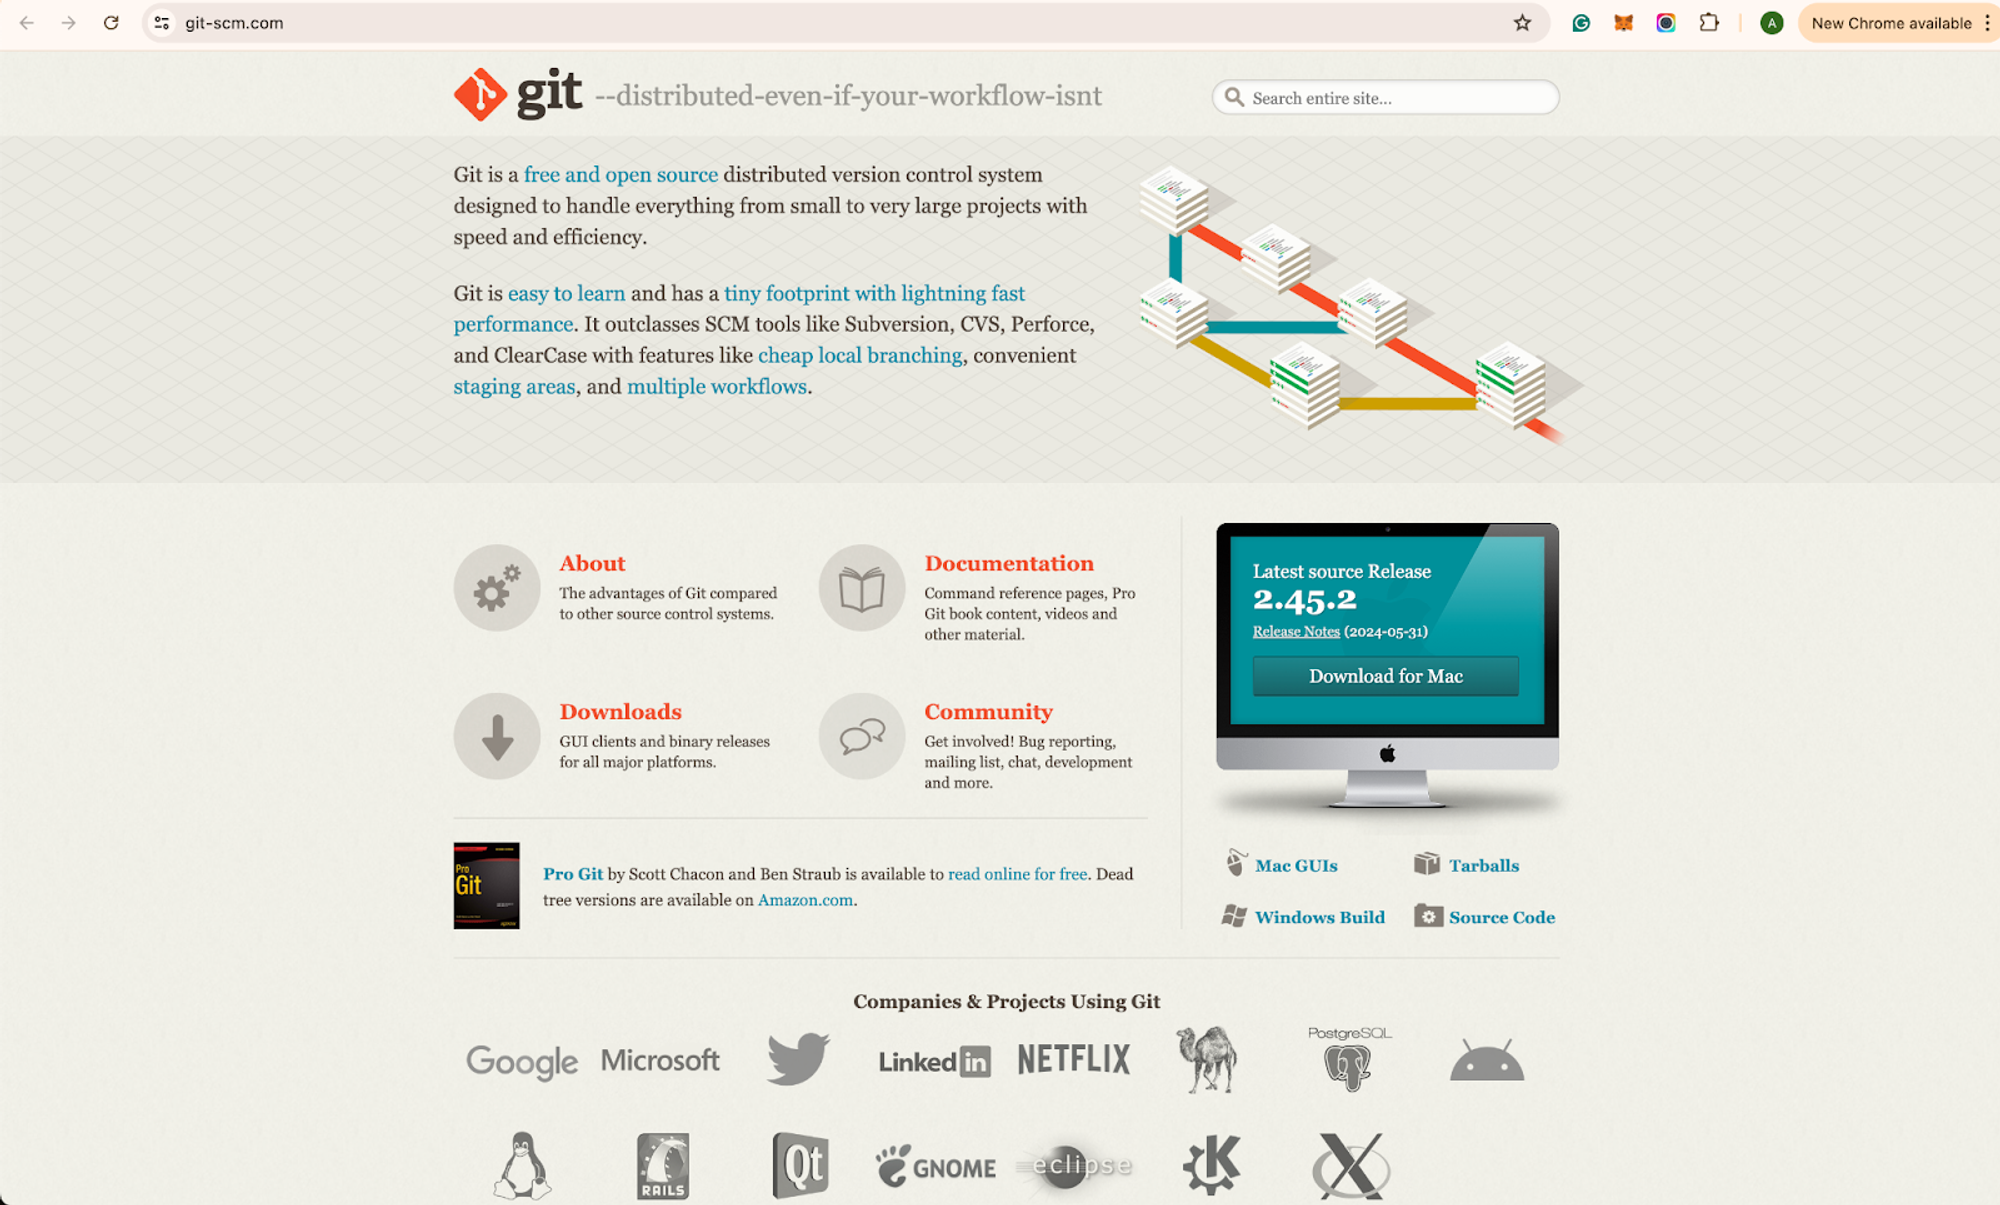 git-scm.com
A
New Chrome available
git --distributed-even-if-your-workflow-isnt
Search entire site...
Git is a free and open source distributed version control system
designed to handle everything from small to very large projects with
speed and efficiency.
Git is easy to learn and has a tiny footprint with lightning fast
performance. It outclasses SCM tools like Subversion, CVS, Perforce,
and ClearCase with features like cheap local branching, convenient
staging areas, and multiple workflows.
About
The advantages of Git compared
to other source control systems.
Documentation
Command reference pages, Pro
Git book content, videos and
other material.
Downloads
GUI clients and binary releases
for all major platforms.
Community
Get involved! Bug reporting,
mailing list, chat, development
and more.
Latest source Release
2.45.2
Release Notes (2024-05-31)
Download for Mac
Mac GUIs
Tarballs
Windows Build
Source Code
Pro
Git
Pro Git by Scott Chacon and Ben Straub is available to read online for free. Dead
tree versions are available on Amazon.com.
Companies & Projects Using Git
Google
Microsoft
LinkedIn
NETFLIX
PostgreSQL
RAILS
Qt
GNOME
eclipse
K
X